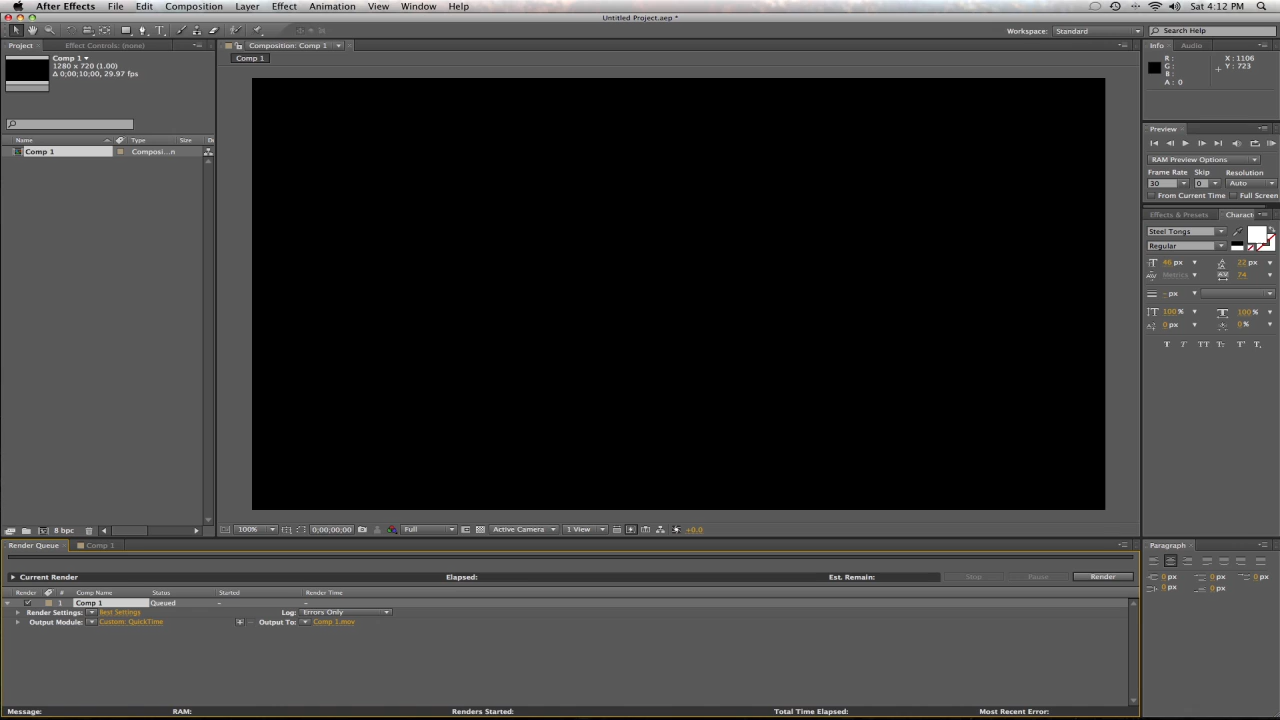 After Effects File Edit Composition Layer Effect Animation View Window Help Sat 4:12 PM
Untitled Project.aep *
Workspace: Standard Search Help
Project Effect Controls: (none) Composition: Comp 1 Info Audio
Comp 1
1280 x 720 (1.00)
Δ 0;00;10;00, 29.97 fps
Comp 1
R : X : 1106
G : Y : 723
B :
A : 0
Preview
RAM Preview Options
Frame Rate Skip Resolution
30 0 Auto
From Current Time Full Screen
Name Type Size D
Comp 1 Composi...n
Effects & Presets Charact
Steel Tongs
Regular
46 px 22 px
Metrics 74
- px
100 % 100 %
0 px 0 %
T T TT Tт T' T,
8 bpc 100% 0;00;00;00 Full Active Camera 1 View +0.0
Render Queue Comp 1 Paragraph
Current Render Elapsed: Est. Remain: Stop Pause Render
0 px 0 px 0 px
0 px 0 px
Render # Comp Name Status Started Render Time
1 Comp 1 Queued - -
Render Settings: Best Settings Log: Errors Only
Output Module: Custom: QuickTime + Output To: Comp 1.mov
Message: RAM: Renders Started: Total Time Elapsed: Most Recent Error: